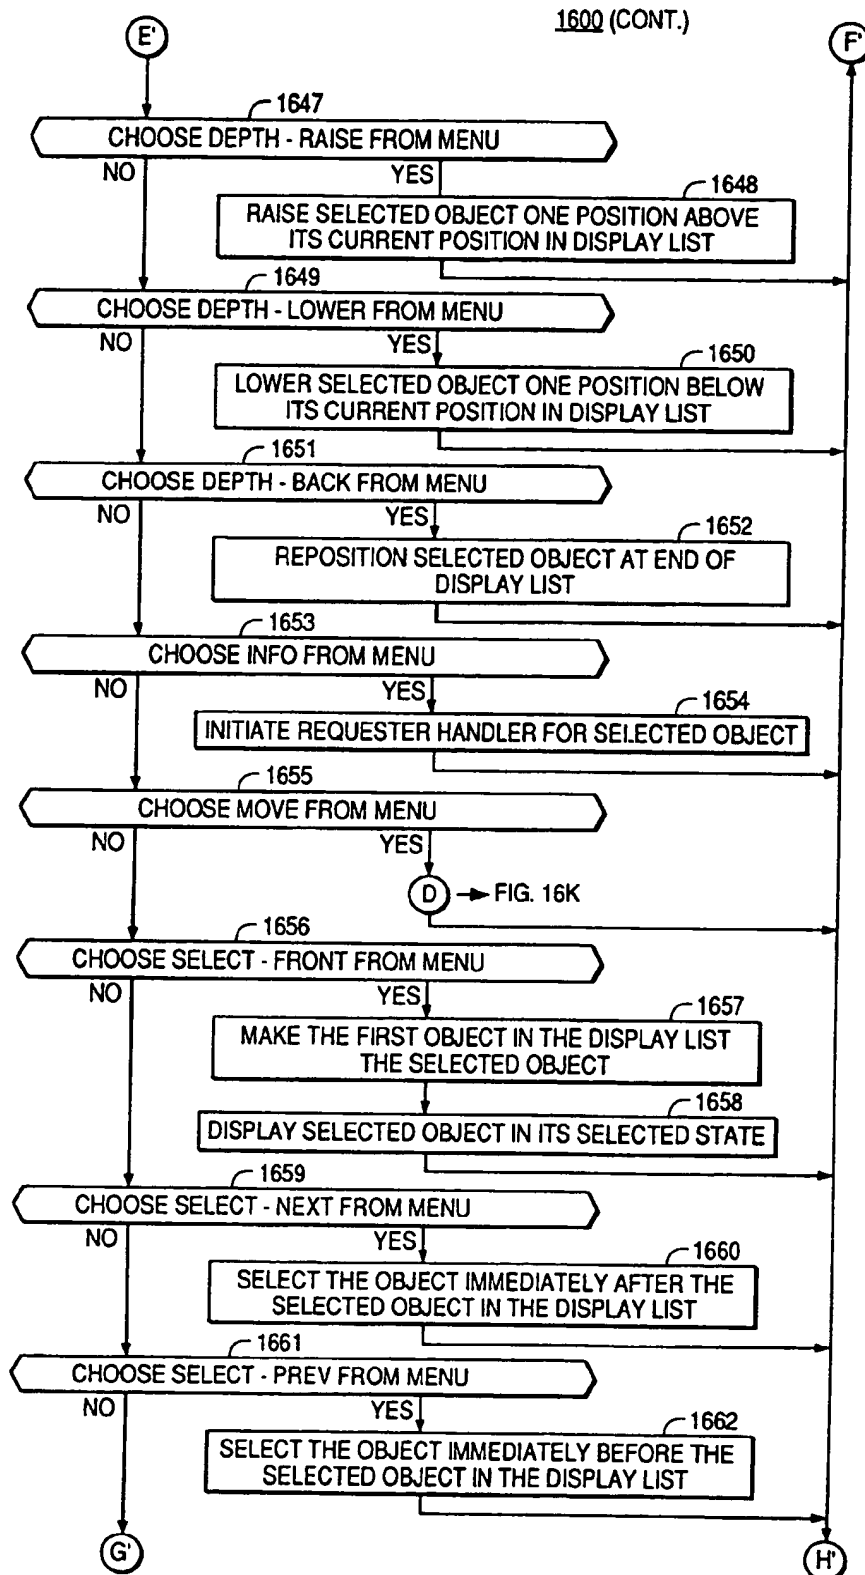 1600 (CONT.)
E'
F'
1647
CHOOSE DEPTH - RAISE FROM MENU
NO
YES
1648
RAISE SELECTED OBJECT ONE POSITION ABOVE
ITS CURRENT POSITION IN DISPLAY LIST
1649
CHOOSE DEPTH - LOWER FROM MENU
NO
YES
1650
LOWER SELECTED OBJECT ONE POSITION BELOW
ITS CURRENT POSITION IN DISPLAY LIST
1651
CHOOSE DEPTH - BACK FROM MENU
NO
YES
1652
REPOSITION SELECTED OBJECT AT END OF
DISPLAY LIST
1653
CHOOSE INFO FROM MENU
NO
YES
1654
INITIATE REQUESTER HANDLER FOR SELECTED OBJECT
1655
CHOOSE MOVE FROM MENU
NO
YES
D
FIG. 16K
1656
CHOOSE SELECT - FRONT FROM MENU
NO
YES
1657
MAKE THE FIRST OBJECT IN THE DISPLAY LIST
THE SELECTED OBJECT
1658
DISPLAY SELECTED OBJECT IN ITS SELECTED STATE
1659
CHOOSE SELECT - NEXT FROM MENU
NO
YES
1660
SELECT THE OBJECT IMMEDIATELY AFTER THE
SELECTED OBJECT IN THE DISPLAY LIST
1661
CHOOSE SELECT - PREV FROM MENU
NO
YES
1662
SELECT THE OBJECT IMMEDIATELY BEFORE THE
SELECTED OBJECT IN THE DISPLAY LIST
G'
H'